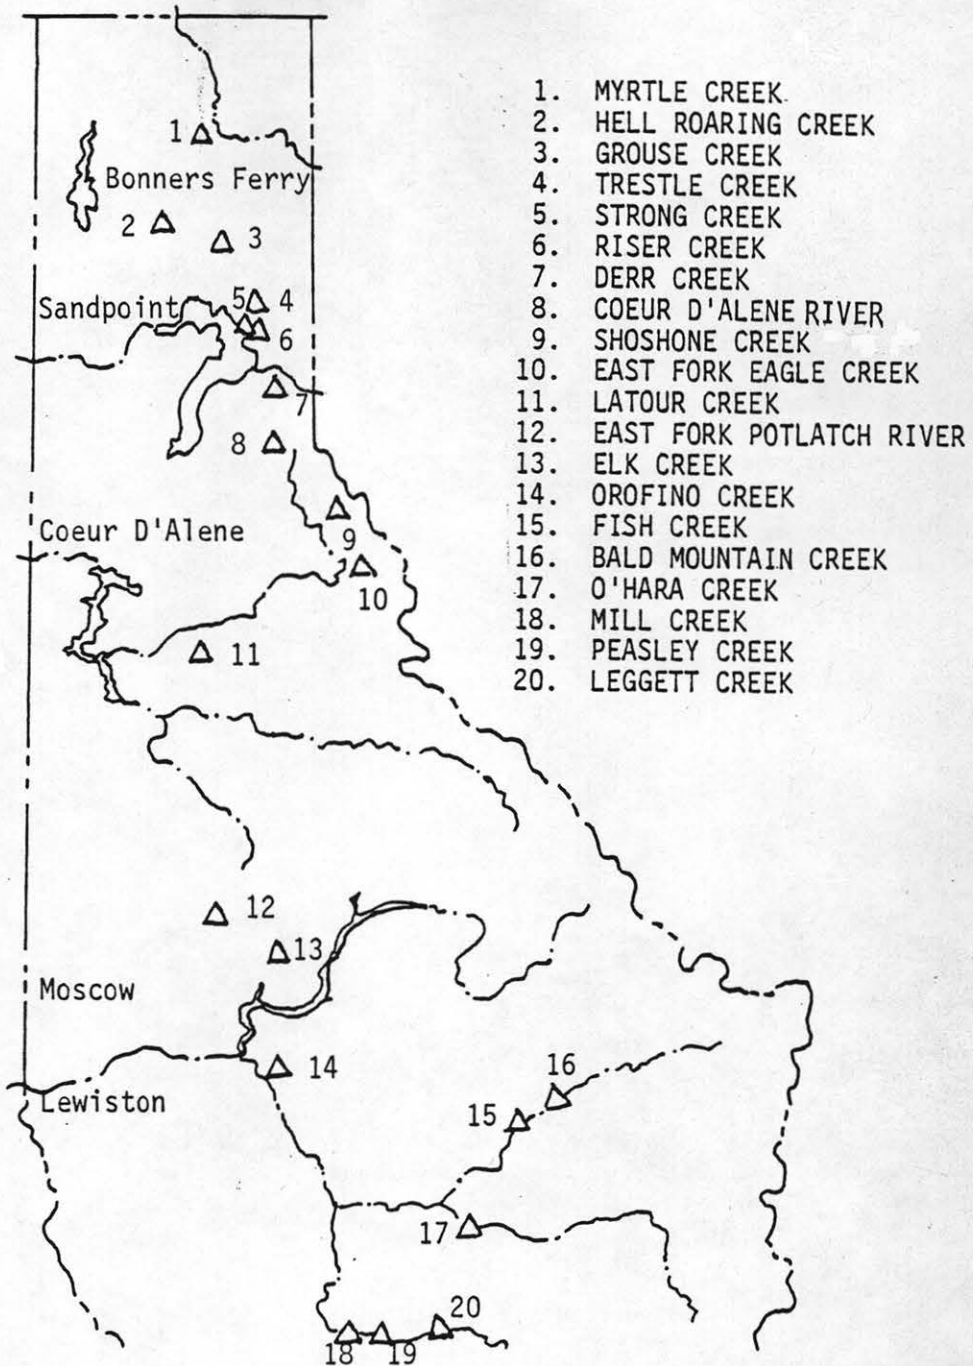 1. MYRTLE CREEK
2. HELL ROARING CREEK
3. GROUSE CREEK
4. TRESTLE CREEK
5. STRONG CREEK
6. RISER CREEK
7. DERR CREEK
8. COEUR D'ALENE RIVER
9. SHOSHONE CREEK
10. EAST FORK EAGLE CREEK
11. LATOUR CREEK
12. EAST FORK POTLATCH RIVER
13. ELK CREEK
14. OROFINO CREEK
15. FISH CREEK
16. BALD MOUNTAIN CREEK
17. O'HARA CREEK
18. MILL CREEK
19. PEASLEY CREEK
20. LEGGETT CREEK
1
Bonners Ferry
2
3
Sandpoint
5
4
6
7
8
Coeur D'Alene
9
10
11
12
13
Moscow
14
16
Lewiston
15
17
20
18
19